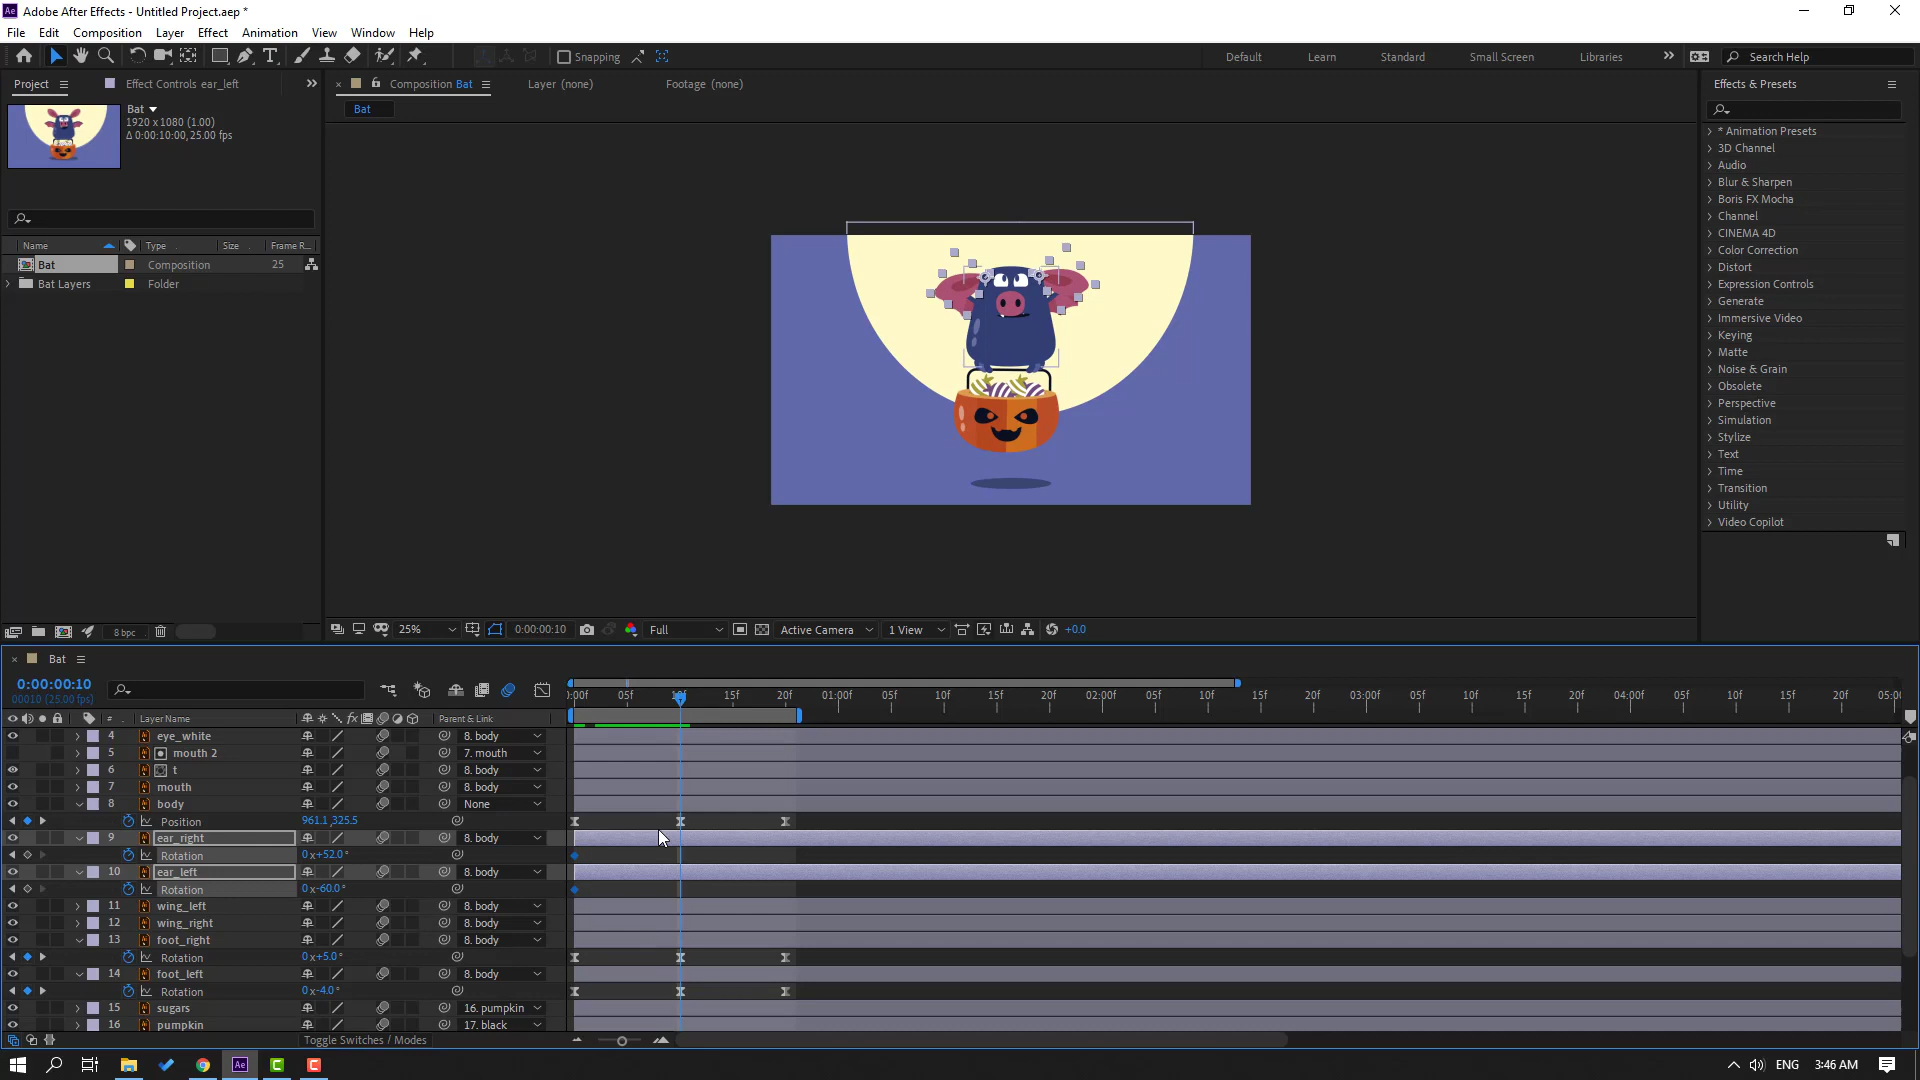 Adobe After Effects - Untitled Project.aep *
File Edit Composition Layer Effect Animation View Window Help
Snapping Default Learn Standard Small Screen Libraries Search Help
Project Effect Controls ear_left
Composition Bat Layer (none) Footage (none)
Effects & Presets
Bat
1920 x 1080 (1.00)
Δ 0:00:10:00, 25.00 fps
Bat
Name Type Size Frame R...
Bat Composition 25
Bat Layers Folder
* Animation Presets
3D Channel
Audio
Blur & Sharpen
Boris FX Mocha
Channel
CINEMA 4D
Color Correction
Distort
Expression Controls
Generate
Immersive Video
Keying
Matte
Noise & Grain
Obsolete
Perspective
Simulation
Stylize
Text
Time
Transition
Utility
Video Copilot
8 bpc
25% 0:00:00:10 Full Active Camera 1 View +0.0
Bat
0:00:00:10
00010 (25.00 fps)
0:00f 05f 10f 15f 20f 01:00f 05f 10f 15f 20f 02:00f 05f 10f 15f 20f 03:00f 05f 10f 15f 20f 04:00f 05f 10f 15f 20f 05:00
# Layer Name Parent & Link
4 eye_white 8. body
5 mouth 2 7. mouth
6 t 8. body
7 mouth 8. body
8 body None
Position 961.1,325.5
9 ear_right 8. body
Rotation 0x+52.0°
10 ear_left 8. body
Rotation 0x-60.0°
11 wing_left 8. body
12 wing_right 8. body
13 foot_right 8. body
Rotation 0x+5.0°
14 foot_left 8. body
Rotation 0x-4.0°
15 sugars 16. pumpkin
16 pumpkin 17. black
Toggle Switches / Modes
Ae ENG 3:46 AM